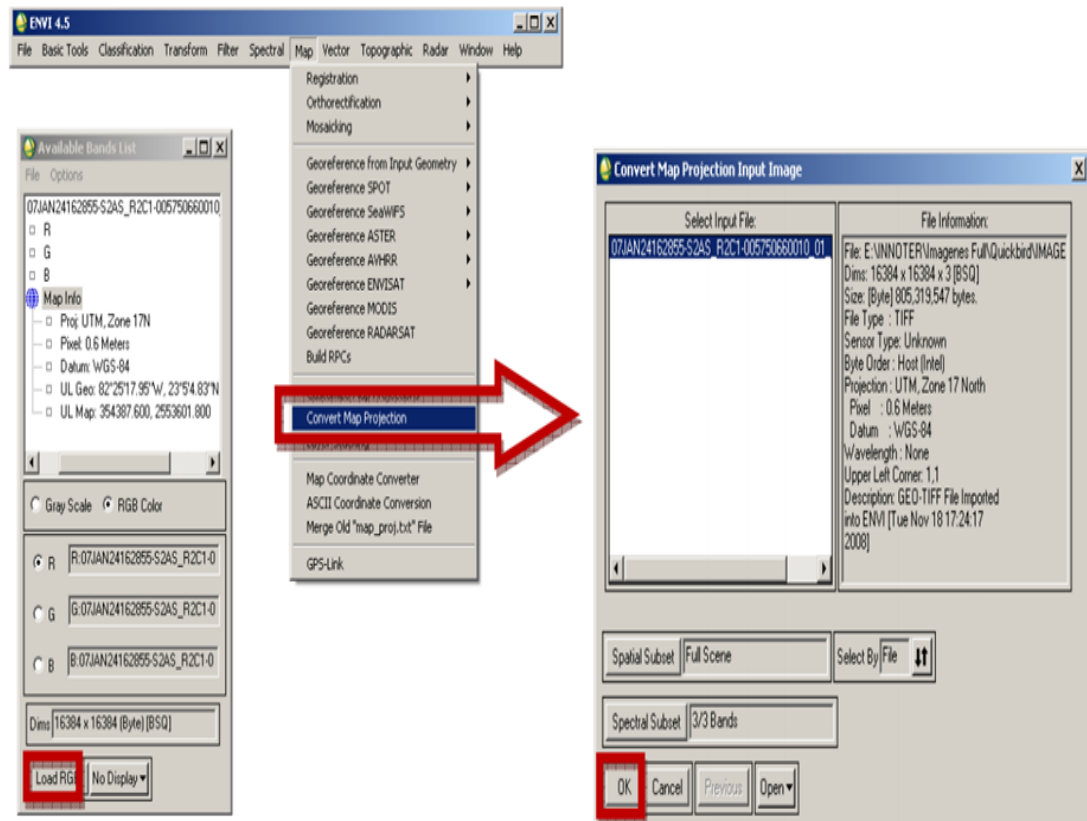 ENVI 4.5
File Basic Tools Classification Transform Filter Spectral Map Vector Topographic Radar Window Help
Registration
Orthorectification
Mosaicking
Georeference from Input Geometry
Georeference SPOT
Georeference SeaWiFS
Georeference ASTER
Georeference AVHRR
Georeference ENVISAT
Georeference MODIS
Georeference RADARSAT
Build RPCs
Convert Map Projection
Map Coordinate Converter
ASCII Coordinate Conversion
Merge Old "map_proj.txt" File
GPS-Link
Available Bands List
File Options
07JAN24162855-S2AS_R2C1-005750660010_
R
G
B
Map Info
Proj: UTM, Zone 17N
Pixel: 0.6 Meters
Datum: WGS-84
UL Geo: 82°25'17.95"W, 23°5'4.83"N
UL Map: 354387.600, 2553601.800
Gray Scale RGB Color
R R:07JAN24162855-S2AS_R2C1-0
G G:07JAN24162855-S2AS_R2C1-0
B B:07JAN24162855-S2AS_R2C1-0
Dims 16384 x 16384 (Byte) [BSQ]
Load RG No Display
Convert Map Projection Input Image
Select Input File:
07JAN24162855-S2AS_R2C1-005750660010_01_
File Information:
File: E:\INNOTER\Imagenes Full\Quickbird\IMAGE
Dims: 16384 x 16384 x 3 [BSQ]
Size: [Byte] 805,319,547 bytes.
File Type : TIFF
Sensor Type: Unknown
Byte Order : Host (Intel)
Projection : UTM, Zone 17 North
Pixel : 0.6 Meters
Datum : WGS-84
Wavelength : None
Upper Left Corner: 1,1
Description: GEO-TIFF File Imported
into ENVI [Tue Nov 18 17:24:17
2008]
Spatial Subset Full Scene
Select By File
Spectral Subset 3/3 Bands
OK Cancel Previous Open